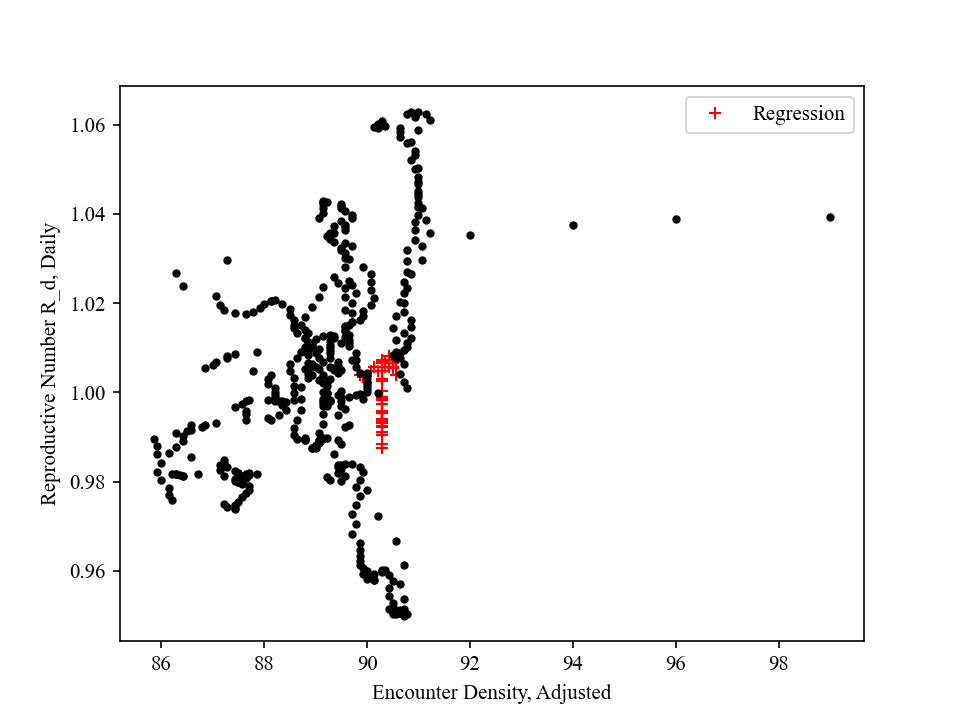 Regression
1.06
1.04
1.02
1.00
0.98
0.96
Reproductive Number R_d, Daily
86 88 90 92 94 96 98
Encounter Density, Adjusted